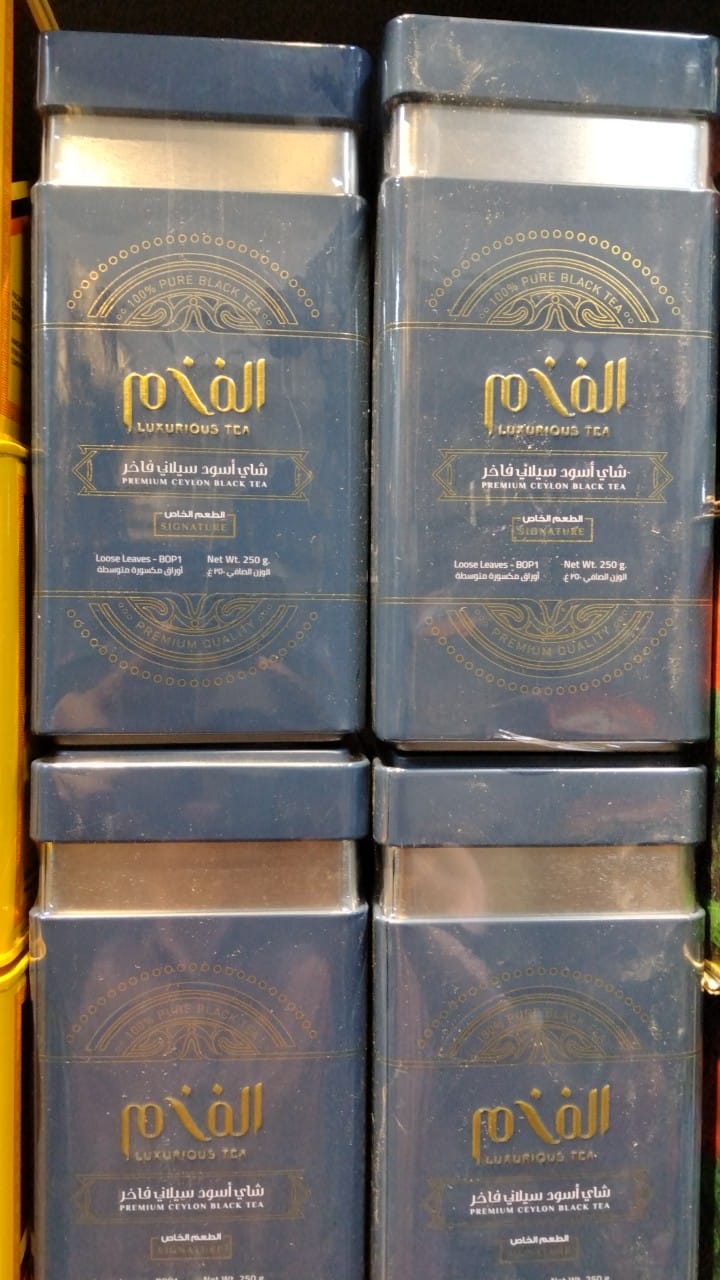 100% PURE BLACK TEA
الفخم
LUXURIOUS TEA
شاي أسود سيلاني فاخر
PREMIUM CEYLON BLACK TEA
الطعم الخاص
SIGNATURE
Loose Leaves - BOP1
أوراق مكسورة متوسطة
Net Wt. 250 g.
الوزن الصافي ٢٥٠ غ.
PREMIUM QUALITY
100% PURE BLACK TEA
الفخم
LUXURIOUS TEA
شاي أسود سيلاني فاخر
PREMIUM CEYLON BLACK TEA
الطعم الخاص
SIGNATURE
Loose Leaves - BOP1
أوراق مكسورة متوسطة
Net Wt. 250 g.
الوزن الصافي ٢٥٠ غ.
PREMIUM QUALITY
100% PURE BLACK TEA
الفخم
LUXURIOUS TEA
شاي أسود سيلاني فاخر
PREMIUM CEYLON BLACK TEA
الطعم الخاص
SIGNATURE
Net Wt. 250 g
100% PURE BLACK TEA
الفخم
LUXURIOUS TEA
شاي أسود سيلاني فاخر
PREMIUM CEYLON BLACK TEA
الطعم الخاص
SIGNATURE